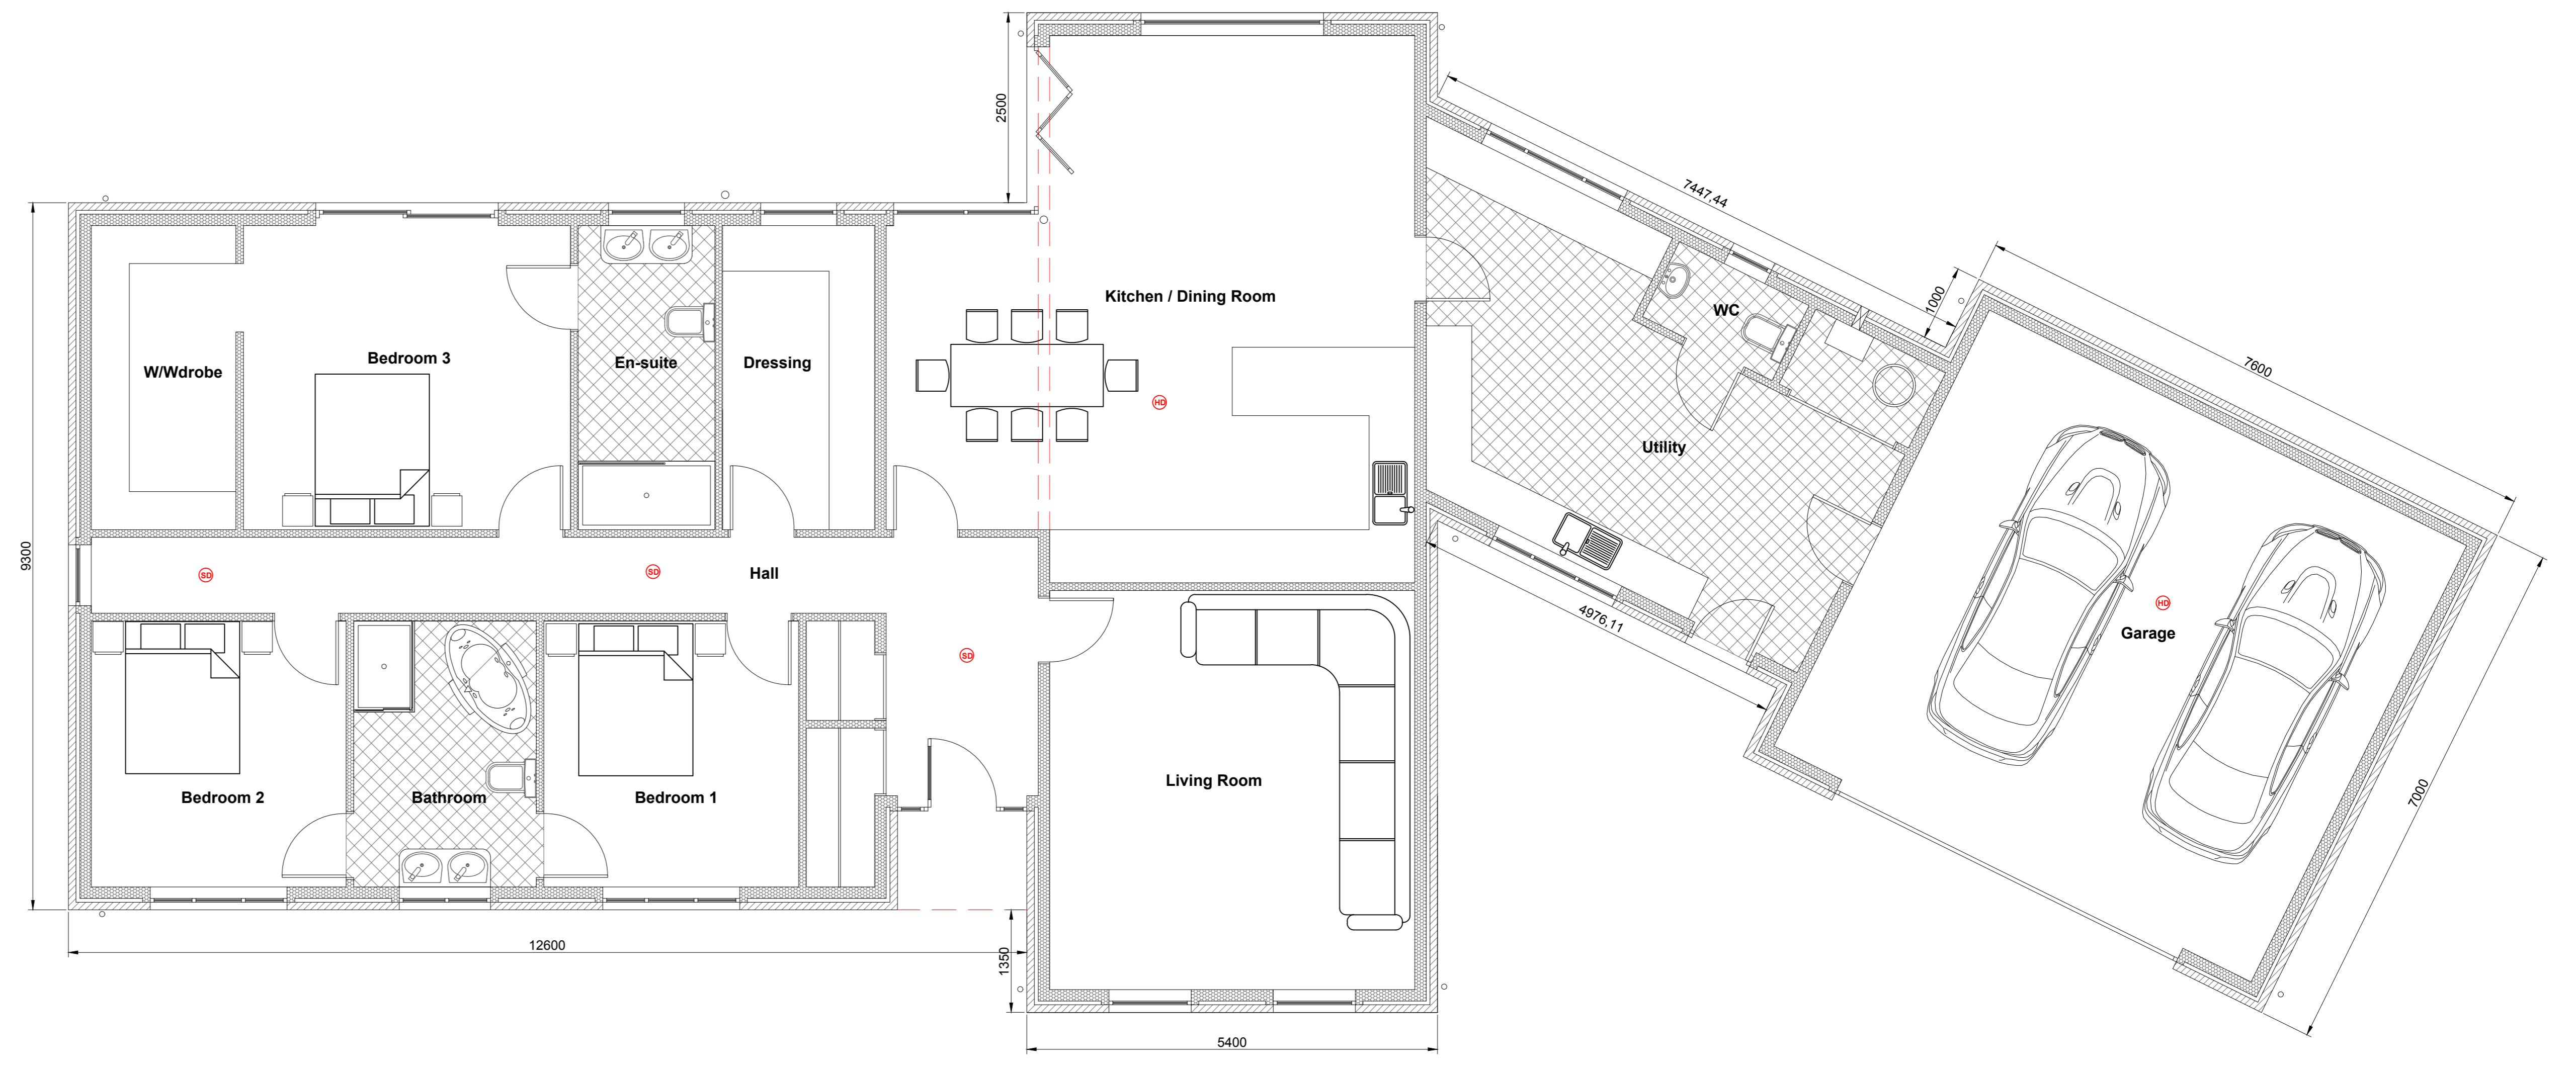 2500
7447,44
1000
7600
9300
Kitchen / Dining Room
WC
Bedroom 3
W/Wdrobe
En-suite
Dressing
HD
Utility
SD
SD
Hall
HD
Garage
4976,11
SD
Living Room
7000
Bedroom 2
Bathroom
Bedroom 1
12600
1350
5400